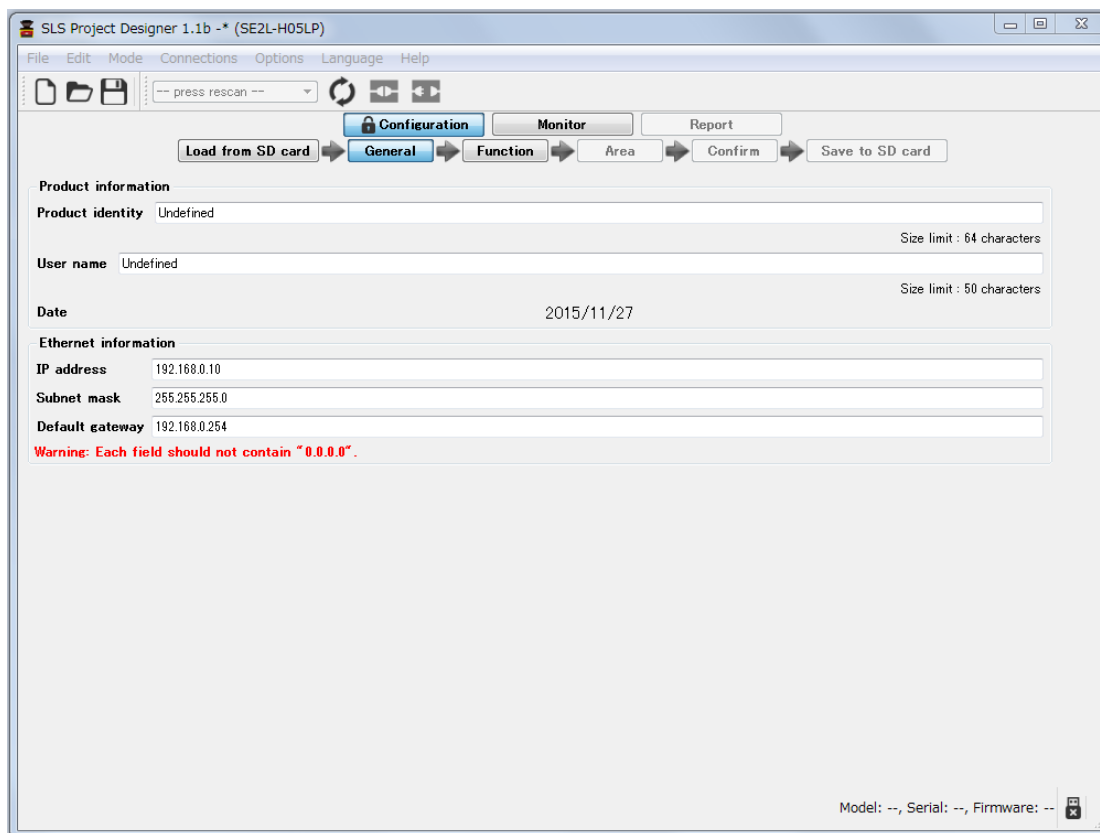 SLS Project Designer 1.1b -* (SE2L-H05LP)
File Edit Mode Connections Options Language Help
-- press rescan --
Configuration Monitor Report
Load from SD card General Function Area Confirm Save to SD card
Product information
Product identity Undefined
Size limit : 64 characters
User name Undefined
Size limit : 50 characters
Date 2015/11/27
Ethernet information
IP address 192.168.0.10
Subnet mask 255.255.255.0
Default gateway 192.168.0.254
Warning: Each field should not contain "0.0.0.0".
Model: --, Serial: --, Firmware: --